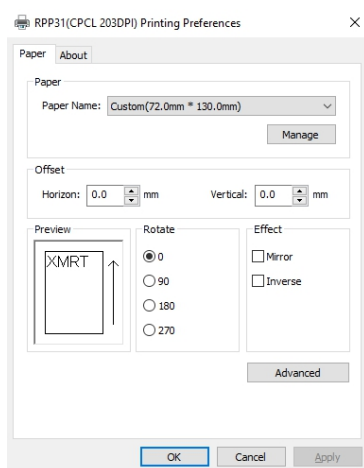 RPP31(CPCL 203DPI) Printing Preferences
Paper About
Paper
Paper Name: Custom(72.0mm * 130.0mm)
Manage
Offset
Horizon: 0.0 mm Vertical: 0.0 mm
Preview Rotate Effect
XMRT 0 Mirror
90 Inverse
180
270
Advanced
OK Cancel Apply